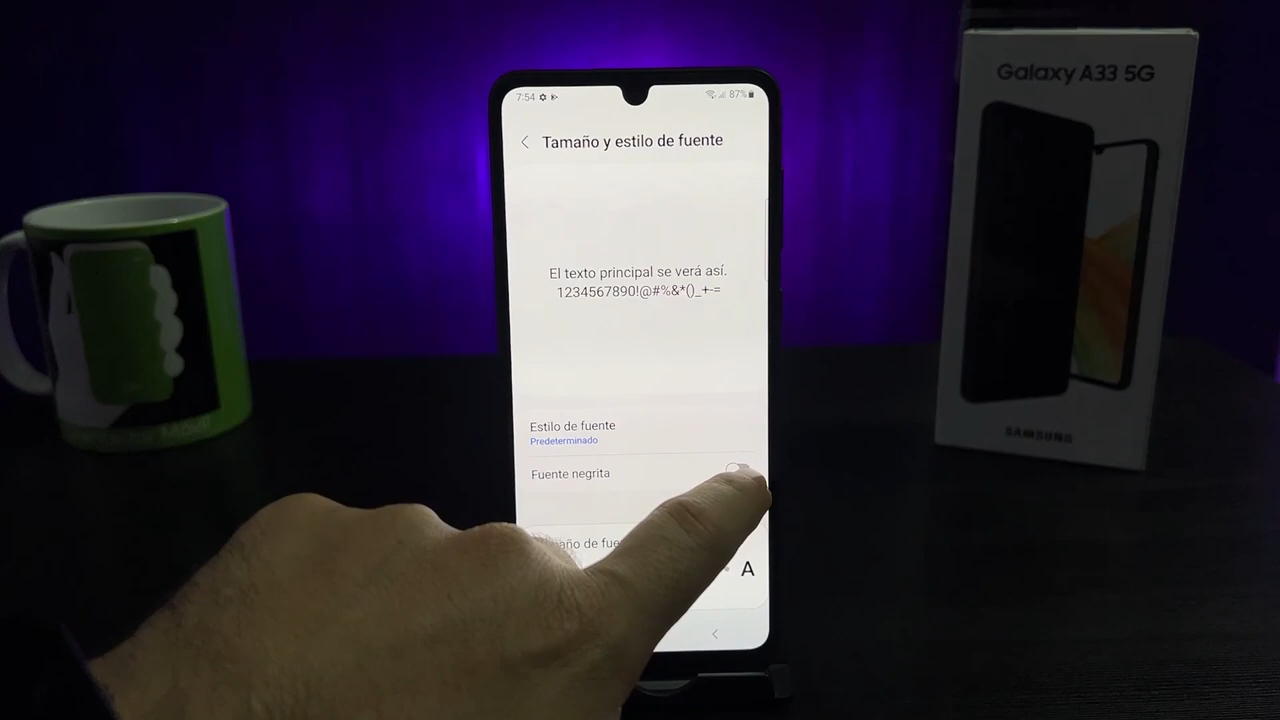 7:54
87%
Tamaño y estilo de fuente
El texto principal se verá así.
1234567890!@#%&*()_+-=
Estilo de fuente
Predeterminado
Fuente negrita
de
A
Galaxy A33 5G
SAMSUNG